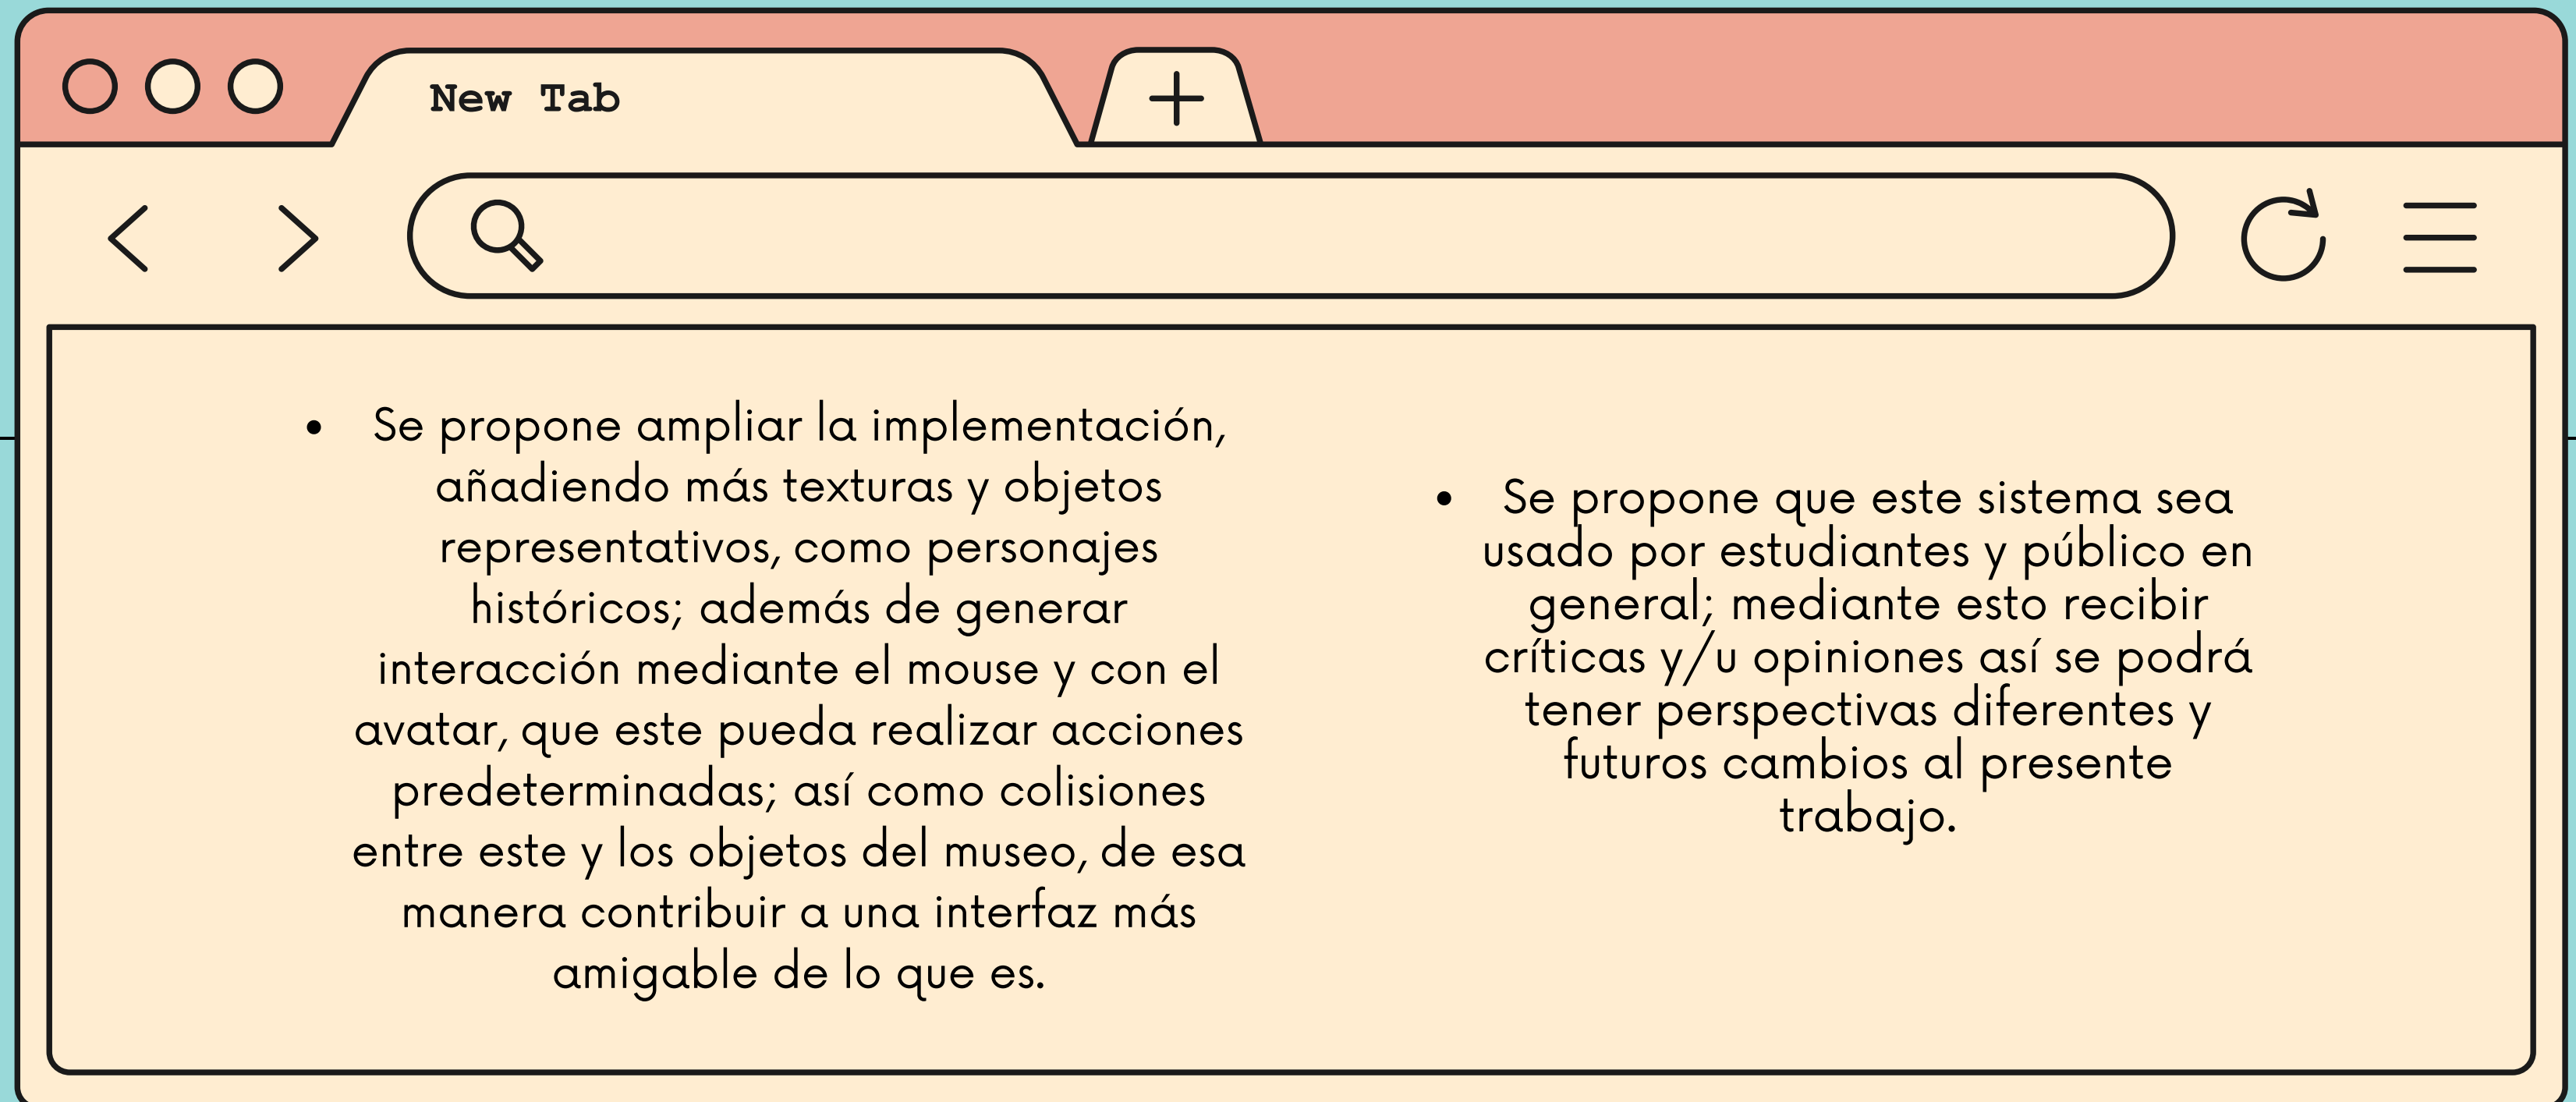 New Tab
• Se propone ampliar la implementación,
añadiendo más texturas y objetos
representativos, como personajes
históricos; además de generar
interacción mediante el mouse y con el
avatar, que este pueda realizar acciones
predeterminadas; así como colisiones
entre este y los objetos del museo, de esa
manera contribuir a una interfaz más
amigable de lo que es.
• Se propone que este sistema sea
usado por estudiantes y público en
general; mediante esto recibir
críticas y/u opiniones así se podrá
tener perspectivas diferentes y
futuros cambios al presente
trabajo.